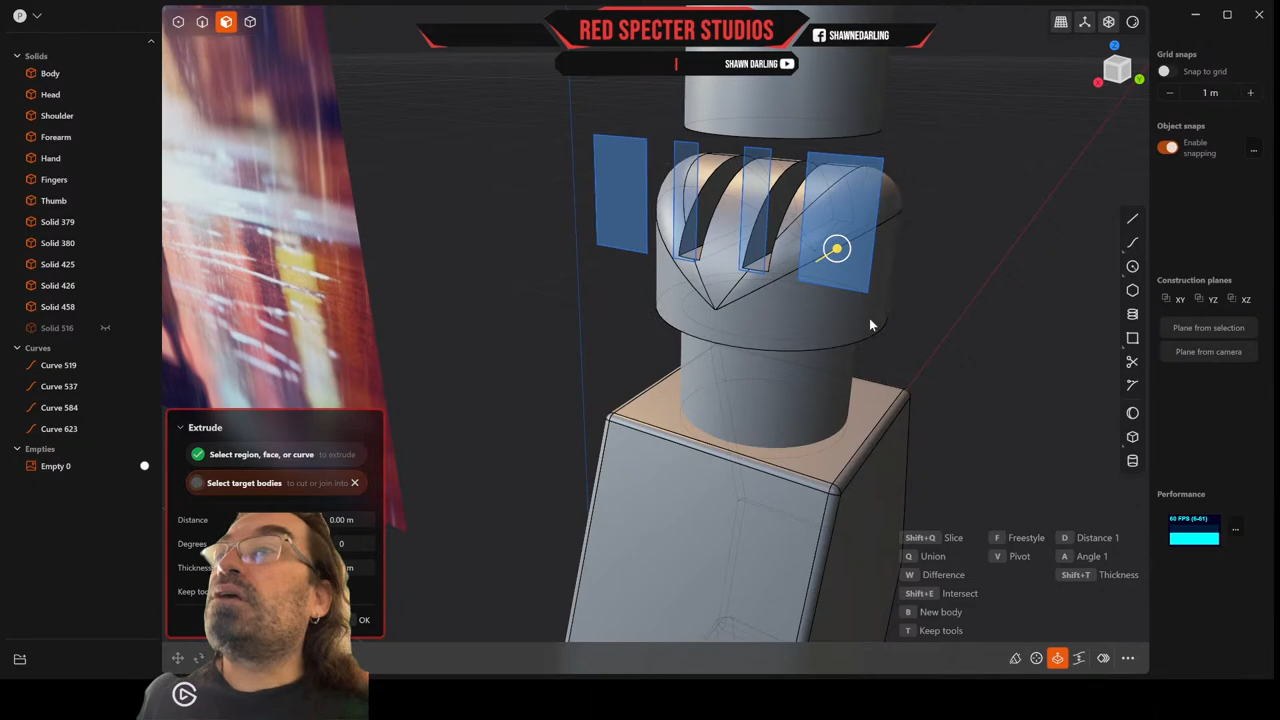 P
RED SPECTER STUDIOS
SHAWNEDARLING
SHAWN DARLING
Solids
Body
Head
Shoulder
Forearm
Hand
Fingers
Thumb
Solid 379
Solid 380
Solid 425
Solid 426
Solid 458
Solid 516
Curves
Curve 519
Curve 537
Curve 584
Curve 623
Empties
Empty 0
Extrude
Select region, face, or curve to extrude
Select target bodies to cut or join into
Distance 0.00 m
Degrees 0
Thickness m
Keep
OK
Z
X
Y
Shift+Q Slice
Q Union
W Difference
Shift+E Intersect
B New body
T Keep tools
F Freestyle
V Pivot
D Distance 1
A Angle 1
Shift+T Thickness
Grid snaps
Snap to grid
1 m
Object snaps
Enable
snapping
...
Construction planes
XY YZ XZ
Plane from selection
Plane from camera
Performance
60 FPS (6-61)
...